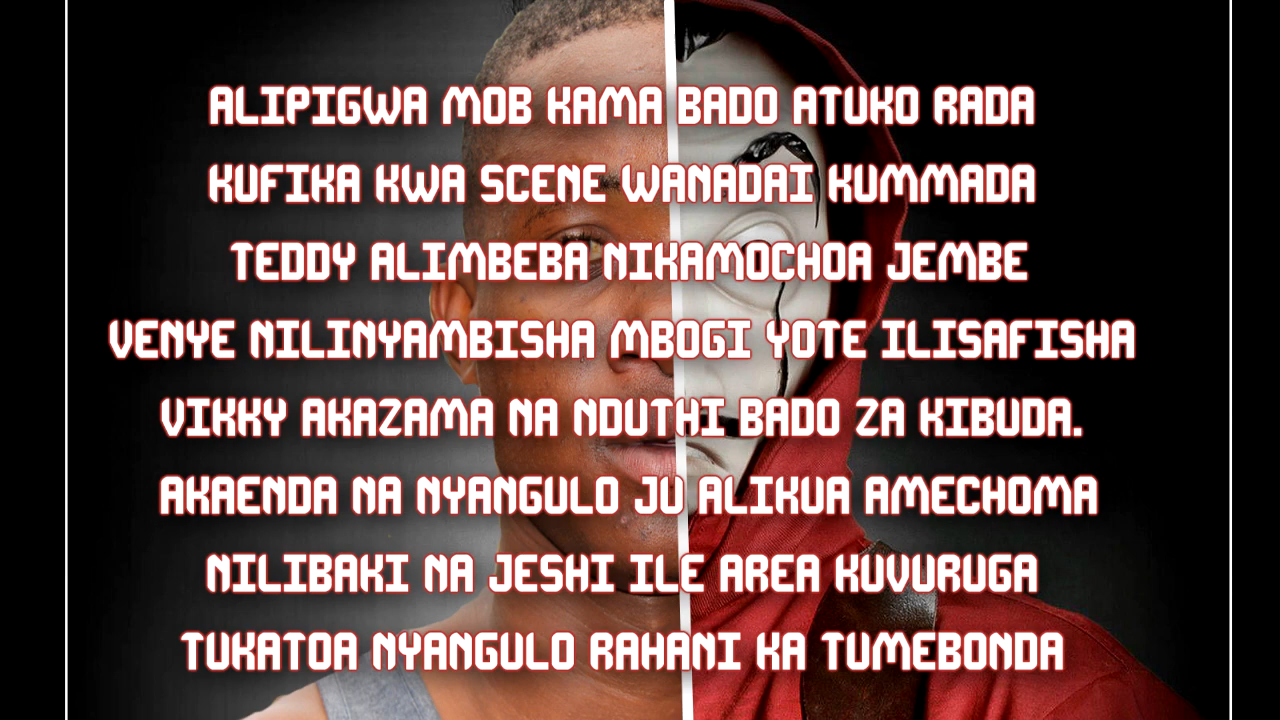 ALIPIGWA MOB KAMA BADO ATUKO RADA
KUFIKA KWA SCENE WANADAI KUMMADA
TEDDY ALIMBEBA NIKAMOCHOA JEMBE
VENYE NILINYAMBISHA MBOGI YOTE ILISAFISHA
VIKKY AKAZAMA NA NDUTHI BADO ZA KIBUDA.
AKAENDA NA NYANGULO JU ALIKUA AMECHOMA
NILIBAKI NA JESHI ILE AREA KUVURUGA
TUKATOA NYANGULO RAHANI KA TUMEBONDA